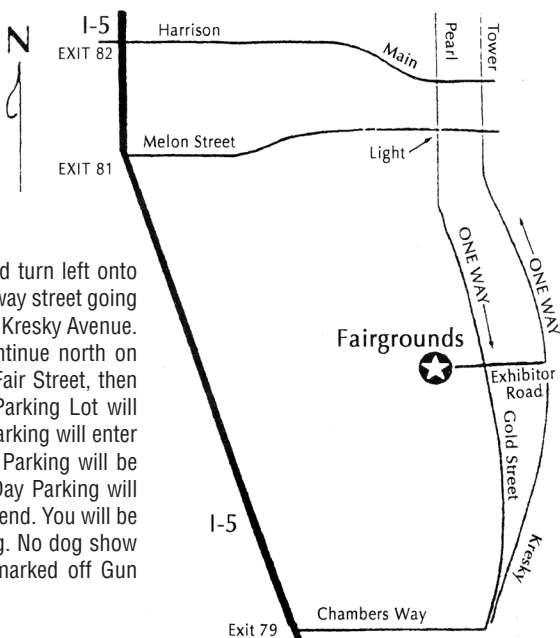 I-5
EXIT 82
Harrison
Main
Pearl
Tower
N
Melon Street
EXIT 81
Light
ONE WAY
ONE WAY
Fairgrounds
Exhibitor
Road
Gold Street
Kresky
I-5
Chambers Way
Exit 79
d turn left onto
way street going
Kresky Avenue.
ntinue north on
Fair Street, then
Parking Lot will
arking will enter
Parking will be
Day Parking will
end. You will be
g. No dog show
marked off Gun